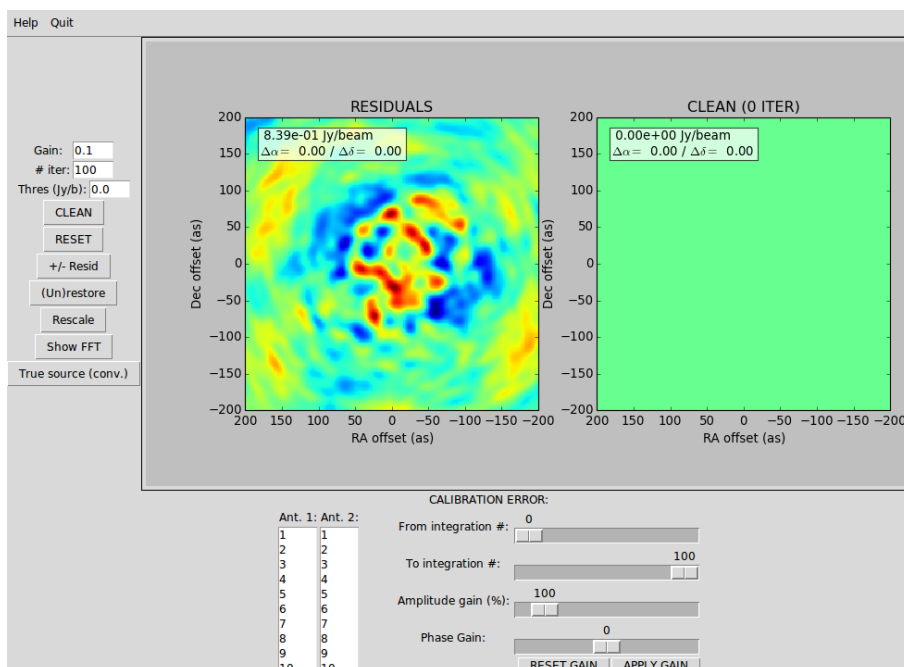 Help Quit
RESIDUALS
CLEAN (0 ITER)
8.39e-01 Jy/beam
Δα= 0.00 / Δδ= 0.00
0.00e+00 Jy/beam
Δα= 0.00 / Δδ= 0.00
Gain: 0.1
# iter: 100
Thres (Jy/b): 0.0
CLEAN
RESET
+/- Resid
(Un)restore
Rescale
Show FFT
True source (conv.)
Dec offset (as)
200
150
100
50
0
−50
−100
−150
−200
200 150 100 50 0 −50 −100 −150 −200
RA offset (as)
Dec offset (as)
200
150
100
50
0
−50
−100
−150
−200
200 150 100 50 0 −50 −100 −150 −200
RA offset (as)
CALIBRATION ERROR:
Ant. 1: Ant. 2:
1 1
2 2
3 3
4 4
5 5
6 6
7 7
8 8
9 9
10 10
0
From integration #:
100
To integration #:
100
Amplitude gain (%):
0
Phase Gain:
RESET GAIN APPLY GAIN